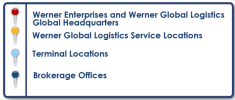 Werner Enterprises and Werner Global Logistics
Global Headquarters
Werner Global Logistics Service Locations
Terminal Locations
Brokerage Offices